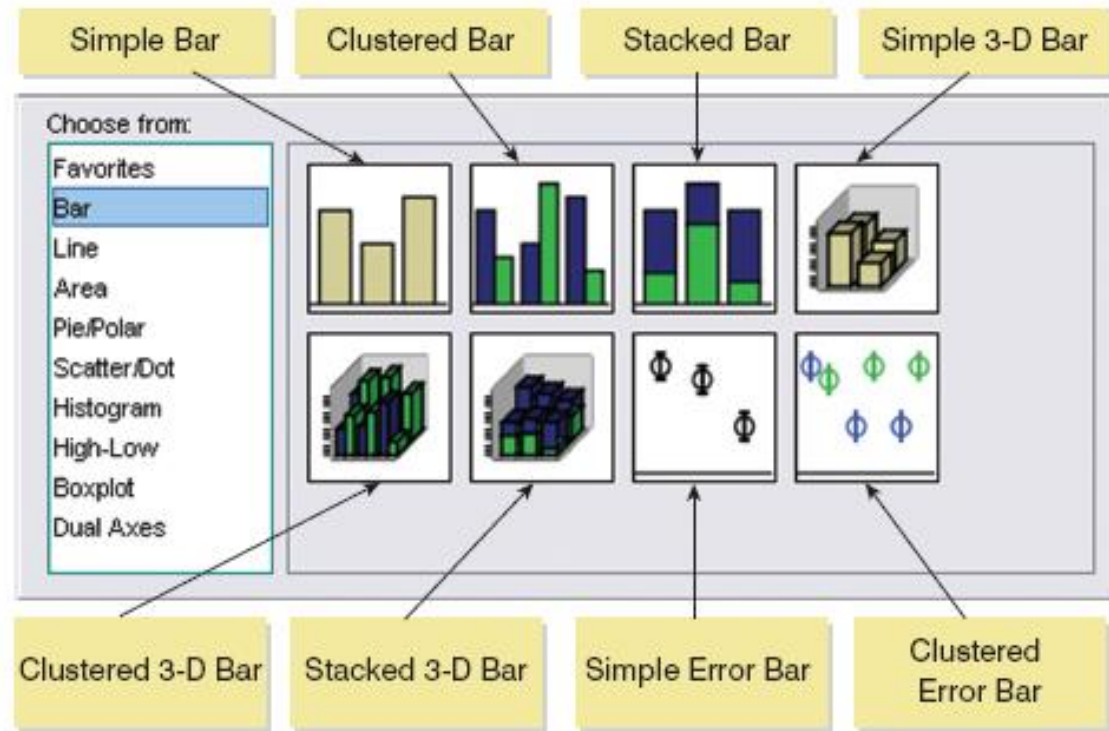 Simple Bar
Clustered Bar
Stacked Bar
Simple 3-D Bar
Choose from:
Favorites
Bar
Line
Area
Pie/Polar
Scatter/Dot
Histogram
High-Low
Boxplot
Dual Axes
Clustered 3-D Bar
Stacked 3-D Bar
Simple Error Bar
Clustered
Error Bar